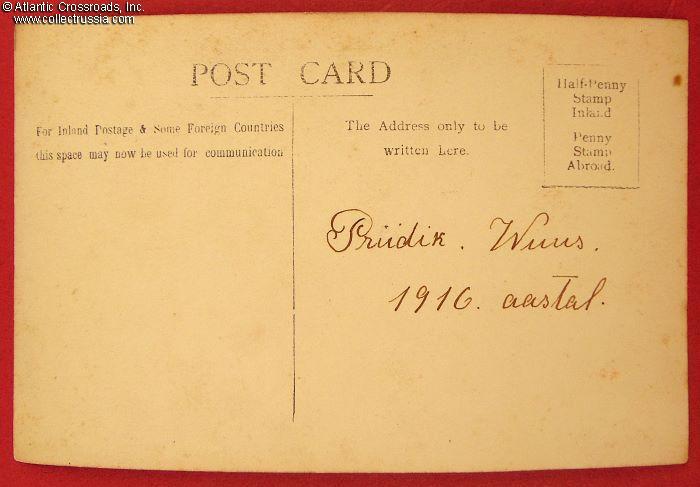 © Atlantic Crossroads, Inc.
www.collectrussia.com
POST CARD
For Inland Postage & Some Foreign Countries
this space may now be used for communication
The Address only to be
written here.
Half-Penny
Stamp
Inland
Penny
Stamp
Abroad.
Priidik. Wuus.
1916. aastal.